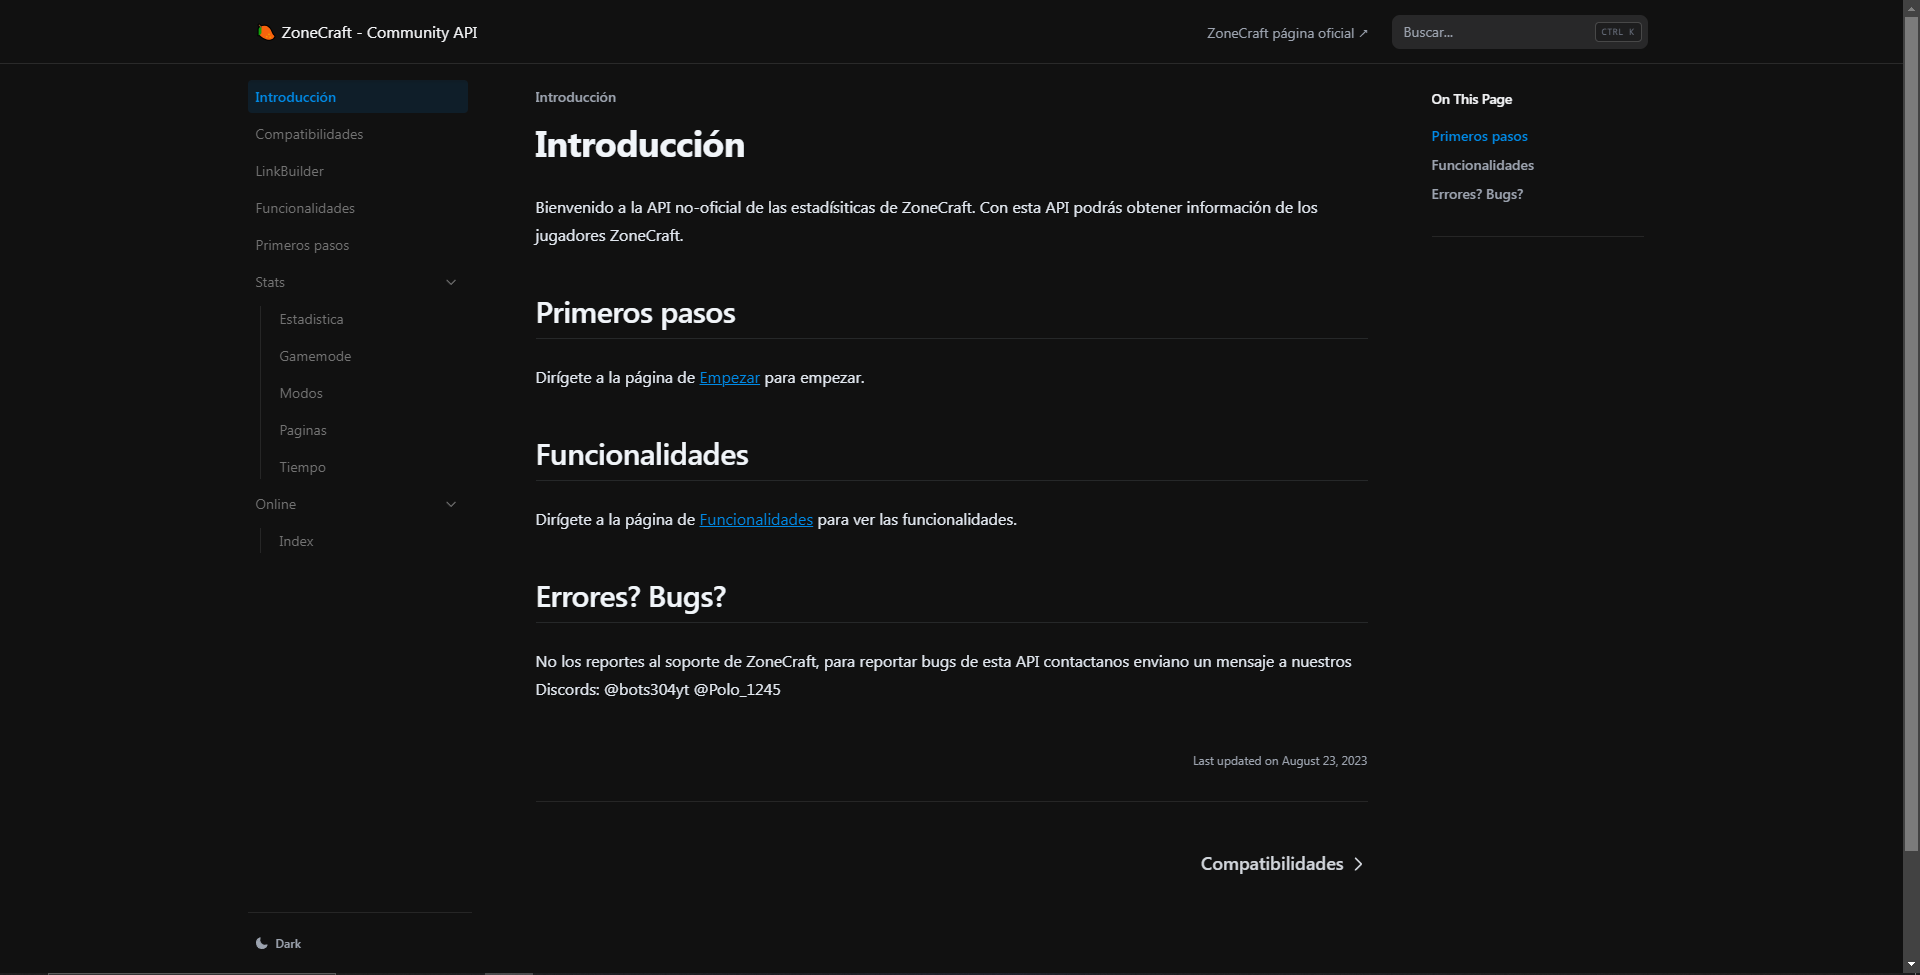 ZoneCraft - Community API
ZoneCraft página oficial ↗
Buscar...
CTRL K
Introducción
Compatibilidades
LinkBuilder
Funcionalidades
Primeros pasos
Stats
Estadistica
Gamemode
Modos
Paginas
Tiempo
Online
Index
Dark
Introducción
Introducción
Bienvenido a la API no-oficial de las estadísiticas de ZoneCraft. Con esta API podrás obtener información de los
jugadores ZoneCraft.
Primeros pasos
Dirígete a la página de Empezar para empezar.
Funcionalidades
Dirígete a la página de Funcionalidades para ver las funcionalidades.
Errores? Bugs?
No los reportes al soporte de ZoneCraft, para reportar bugs de esta API contactanos enviano un mensaje a nuestros
Discords: @bots304yt @Polo_1245
Last updated on August 23, 2023
Compatibilidades
On This Page
Primeros pasos
Funcionalidades
Errores? Bugs?